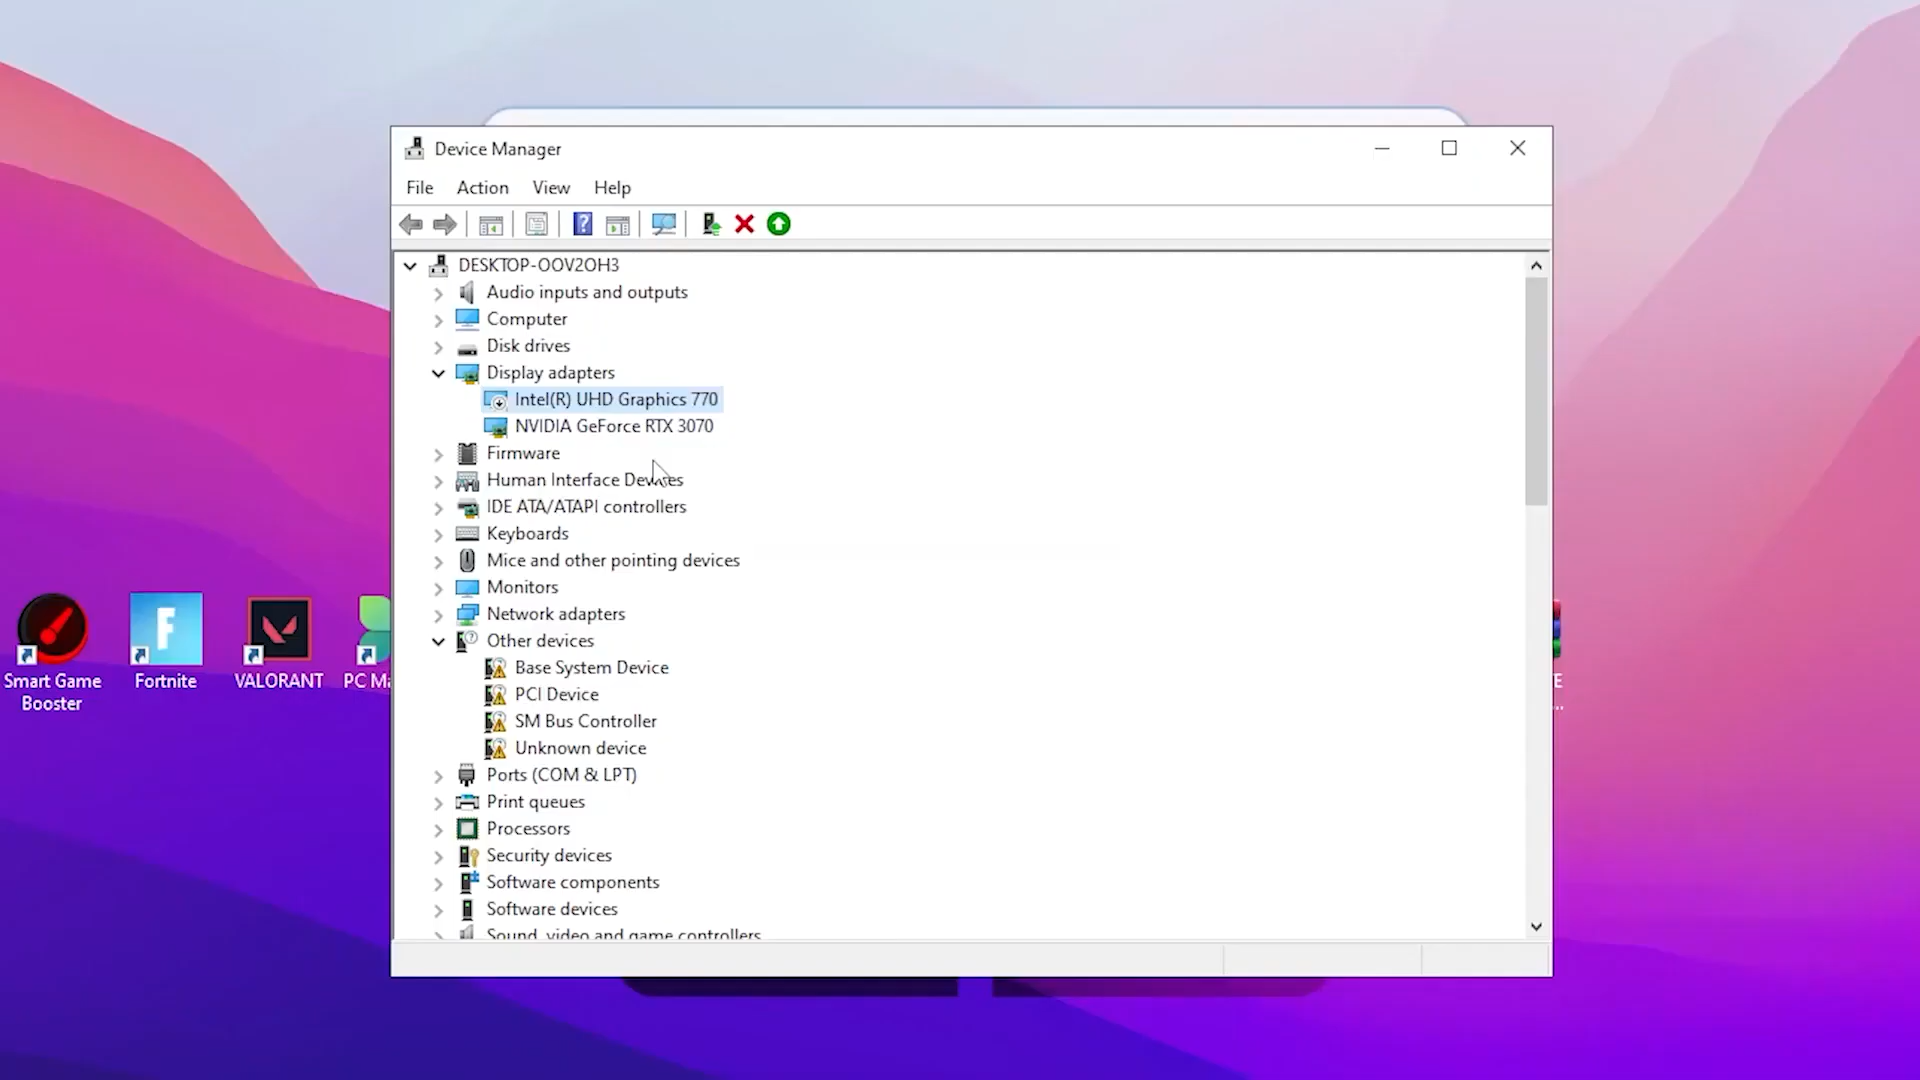 Device Manager
File Action View Help
DESKTOP-OOV2OH3
Audio inputs and outputs
Computer
Disk drives
Display adapters
Intel(R) UHD Graphics 770
NVIDIA GeForce RTX 3070
Firmware
Human Interface Devices
IDE ATA/ATAPI controllers
Keyboards
Mice and other pointing devices
Monitors
Network adapters
Other devices
Base System Device
PCI Device
SM Bus Controller
Unknown device
Ports (COM & LPT)
Print queues
Processors
Security devices
Software components
Software devices
Sound, video and game controllers
Smart Game
Booster
Fortnite
VALORANT
PC Ma
E
...